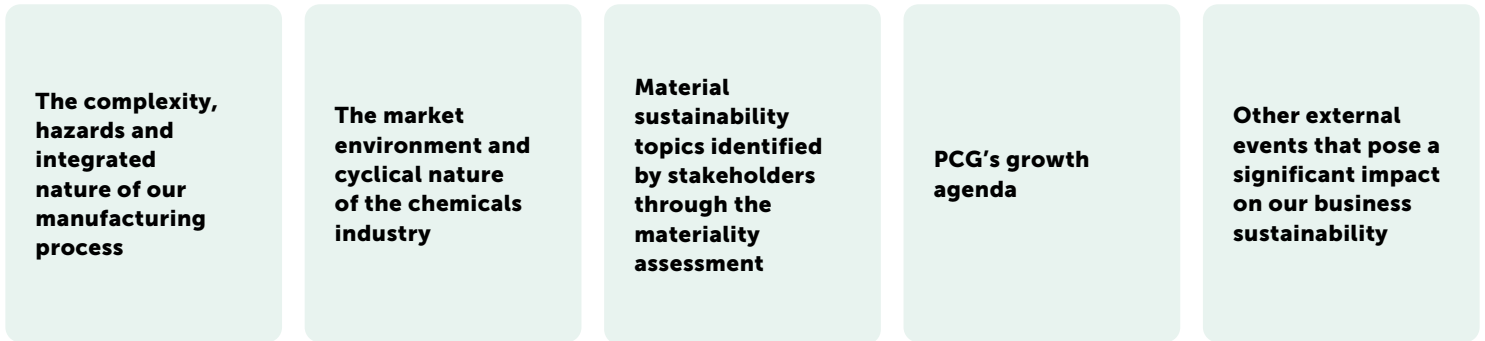 The complexity,
hazards and
integrated
nature of our
manufacturing
process
The market
environment and
cyclical nature
of the chemicals
industry
Material
sustainability
topics identified
by stakeholders
through the
materiality
assessment
PCG’s growth
agenda
Other external
events that pose a
significant impact
on our business
sustainability